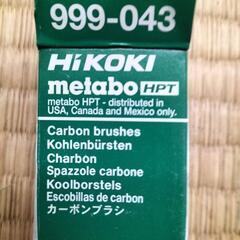 999-043
HiKOKI
metabo HPT
metabo HPT - distributed in
USA, Canada and Mexico only.
Carbon brushes
Kohlenbürsten
Charbon
Spazzole carbone
Koolborstels
Escobillas de carbon
カーボンブラシ